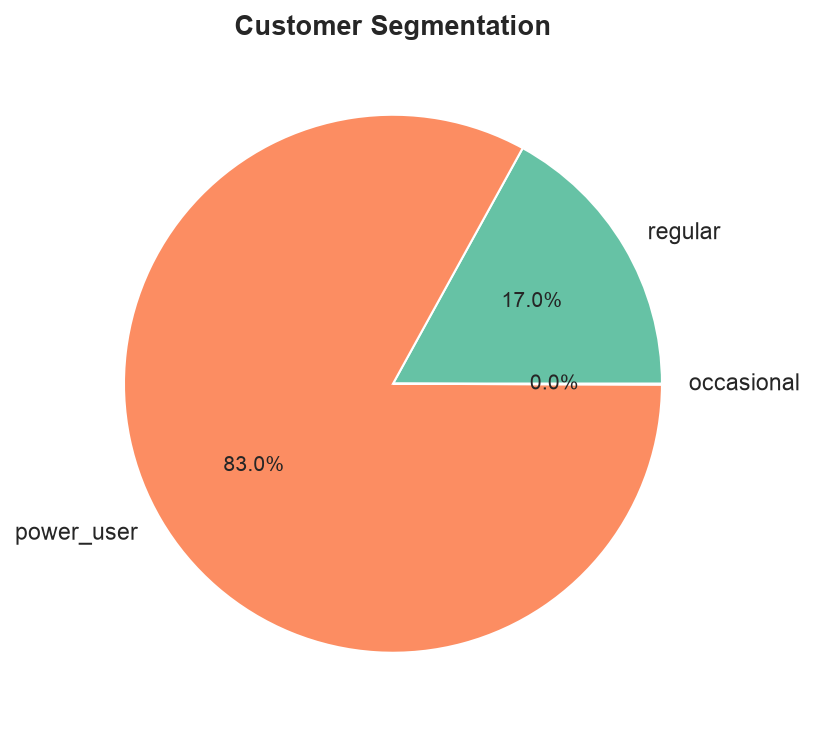 Customer Segmentation
regular
17.0%
0.0%
occasional
83.0%
power_user